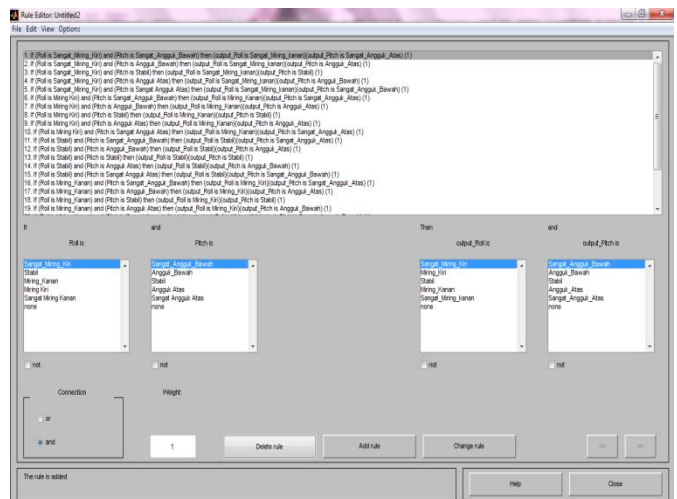 Rule Editor: Untitled2
File Edit View Options
1. If (Roll is Sangat_Miring_Kiri) and (Pitch is Sangat_Angguk_Bawah) then (output_Roll is Sangat_Miring_kanan)(output_Pitch is Sangat_Angguk_Atas) (1)
2. If (Roll is Sangat_Miring_Kiri) and (Pitch is Angguk_Bawah) then (output_Roll is Sangat_Miring_kanan)(output_Pitch is Angguk_Atas) (1)
3. If (Roll is Sangat_Miring_Kiri) and (Pitch is Stabil) then (output_Roll is Sangat_Miring_kanan)(output_Pitch is Stabil) (1)
4. If (Roll is Sangat_Miring_Kiri) and (Pitch is Angguk Atas) then (output_Roll is Sangat_Miring_kanan)(output_Pitch is Angguk_Bawah) (1)
5. If (Roll is Sangat_Miring_Kiri) and (Pitch is Sangat Angguk Atas) then (output_Roll is Sangat_Miring_kanan)(output_Pitch is Sangat_Angguk_Bawah) (1)
6. If (Roll is Miring Kiri) and (Pitch is Sangat_Angguk_Bawah) then (output_Roll is Miring_Kanan)(output_Pitch is Sangat_Angguk_Atas) (1)
7. If (Roll is Miring Kiri) and (Pitch is Angguk_Bawah) then (output_Roll is Miring_Kanan)(output_Pitch is Angguk_Atas) (1)
8. If (Roll is Miring Kiri) and (Pitch is Stabil) then (output_Roll is Miring_Kanan)(output_Pitch is Stabil) (1)
9. If (Roll is Miring Kiri) and (Pitch is Angguk Atas) then (output_Roll is Miring_Kanan)(output_Pitch is Angguk_Atas) (1)
10. If (Roll is Miring Kiri) and (Pitch is Sangat Angguk Atas) then (output_Roll is Miring_Kanan)(output_Pitch is Sangat_Angguk_Atas) (1)
11. If (Roll is Stabil) and (Pitch is Sangat_Angguk_Bawah) then (output_Roll is Stabil)(output_Pitch is Sangat_Angguk_Atas) (1)
12. If (Roll is Stabil) and (Pitch is Angguk_Bawah) then (output_Roll is Stabil)(output_Pitch is Angguk_Atas) (1)
13. If (Roll is Stabil) and (Pitch is Stabil) then (output_Roll is Stabil)(output_Pitch is Stabil) (1)
14. If (Roll is Stabil) and (Pitch is Angguk Atas) then (output_Roll is Stabil)(output_Pitch is Angguk_Bawah) (1)
15. If (Roll is Stabil) and (Pitch is Sangat Angguk Atas) then (output_Roll is Stabil)(output_Pitch is Sangat_Angguk_Bawah) (1)
16. If (Roll is Miring_Kanan) and (Pitch is Sangat_Angguk_Bawah) then (output_Roll is Miring_Kiri)(output_Pitch is Sangat_Angguk_Atas) (1)
17. If (Roll is Miring_Kanan) and (Pitch is Angguk_Bawah) then (output_Roll is Miring_Kiri)(output_Pitch is Angguk_Atas) (1)
18. If (Roll is Miring_Kanan) and (Pitch is Stabil) then (output_Roll is Miring_Kiri)(output_Pitch is Stabil) (1)
19. If (Roll is Miring_Kanan) and (Pitch is Angguk Atas) then (output_Roll is Miring_Kiri)(output_Pitch is Angguk_Bawah) (1)
If and Then and
Roll is Pitch is output_Roll is output_Pitch is
Sangat_Miring_Kiri Sangat_Angguk_Bawah Sangat_Miring_Kiri Sangat_Angguk_Bawah
Stabil Angguk_Bawah Miring_Kiri Angguk_Bawah
Miring_Kanan Stabil Stabil Stabil
Miring Kiri Angguk Atas Miring_Kanan Angguk_Atas
Sangat Miring Kanan Sangat Angguk Atas Sangat_Miring_kanan Sangat_Angguk_Atas
none none none none
not not not not
Connection Weight:
or
and 1 Delete rule Add rule Change rule << >>
The rule is added Help Close